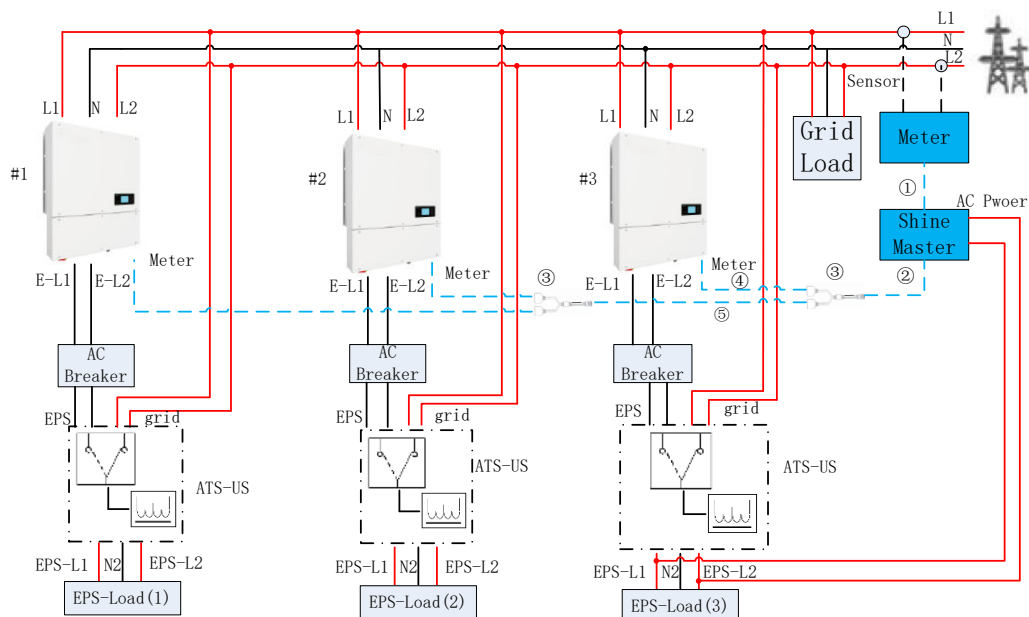 L1
N
L2
Sensor
L1
N
L2
L1
N
L2
L1
N
L2
Grid
Load
Meter
#1
#2
#3
①
AC Pwoer
Shine
Master
②
E-L1
E-L2
Meter
E-L1
E-L2
Meter
③
E-L1
E-L2
Meter
④
③
⑤
AC
Breaker
AC
Breaker
AC
Breaker
EPS
grid
EPS
grid
EPS
grid
ATS-US
ATS-US
ATS-US
EPS-L1
N2
EPS-L2
EPS-L1
N2
EPS-L2
EPS-L1
N2
EPS-L2
EPS-Load(1)
EPS-Load(2)
EPS-Load(3)